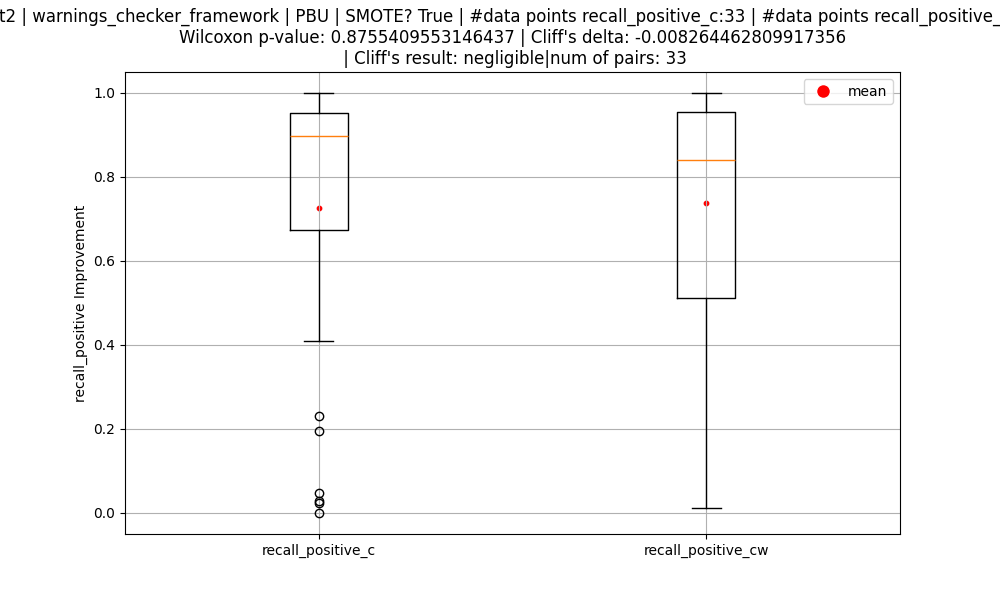 t2 | warnings_checker_framework | PBU | SMOTE? True | #data points recall_positive_c:33 | #data points recall_positive_
Wilcoxon p-value: 0.8755409553146437 | Cliff's delta: -0.008264462809917356
| Cliff's result: negligible|num of pairs: 33
mean
1.0
0.8
0.6
0.4
0.2
0.0
recall_positive Improvement
recall_positive_c
recall_positive_cw